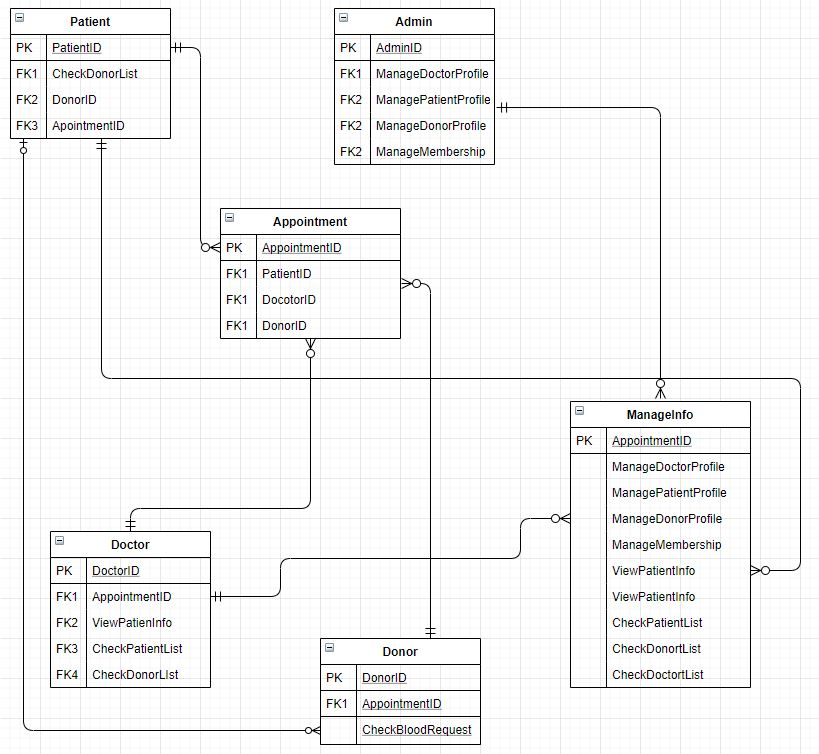 Patient
PK PatientID
FK1 CheckDonorList
FK2 DonorID
FK3 ApointmentID
Admin
PK AdminID
FK1 ManageDoctorProfile
FK2 ManagePatientProfile
FK2 ManageDonorProfile
FK2 ManageMembership
Appointment
PK AppointmentID
FK1 PatientID
FK1 DocotorID
FK1 DonorID
ManageInfo
PK AppointmentID
ManageDoctorProfile
ManagePatientProfile
ManageDonorProfile
ManageMembership
ViewPatientInfo
ViewPatientInfo
CheckPatientList
CheckDonortList
CheckDoctortList
Doctor
PK DoctorID
FK1 AppointmentID
FK2 ViewPatienInfo
FK3 CheckPatientList
FK4 CheckDonorLIst
Donor
PK DonorID
FK1 AppointmentID
CheckBloodRequest